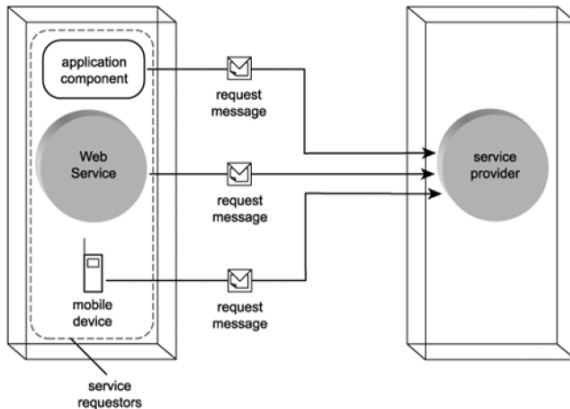 application
component
request
message
Web
Service
service
provider
request
message
mobile
device
request
message
service
requestors